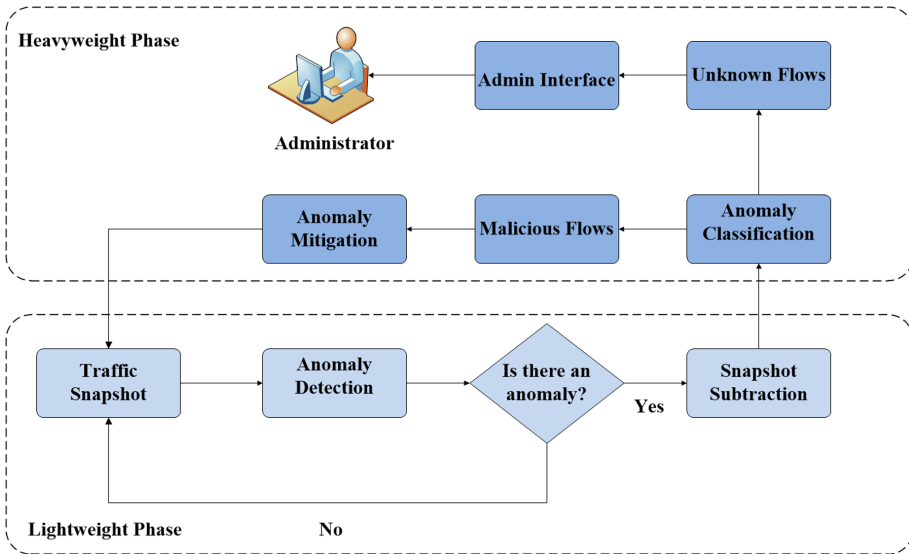 Heavyweight Phase
Administrator
Admin Interface
Unknown Flows
Anomaly
Mitigation
Malicious Flows
Anomaly
Classification
Traffic
Snapshot
Anomaly
Detection
Is there an
anomaly?
Yes
Snapshot
Subtraction
Lightweight Phase
No